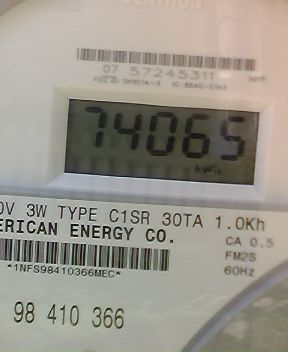 07 57245311
74065
kWh
0V 3W TYPE C1SR 30TA 1.0Kh
ERICAN ENERGY CO.
CA 0.5
*1NFS98410366MEC*
FM2S
60Hz
98 410 366